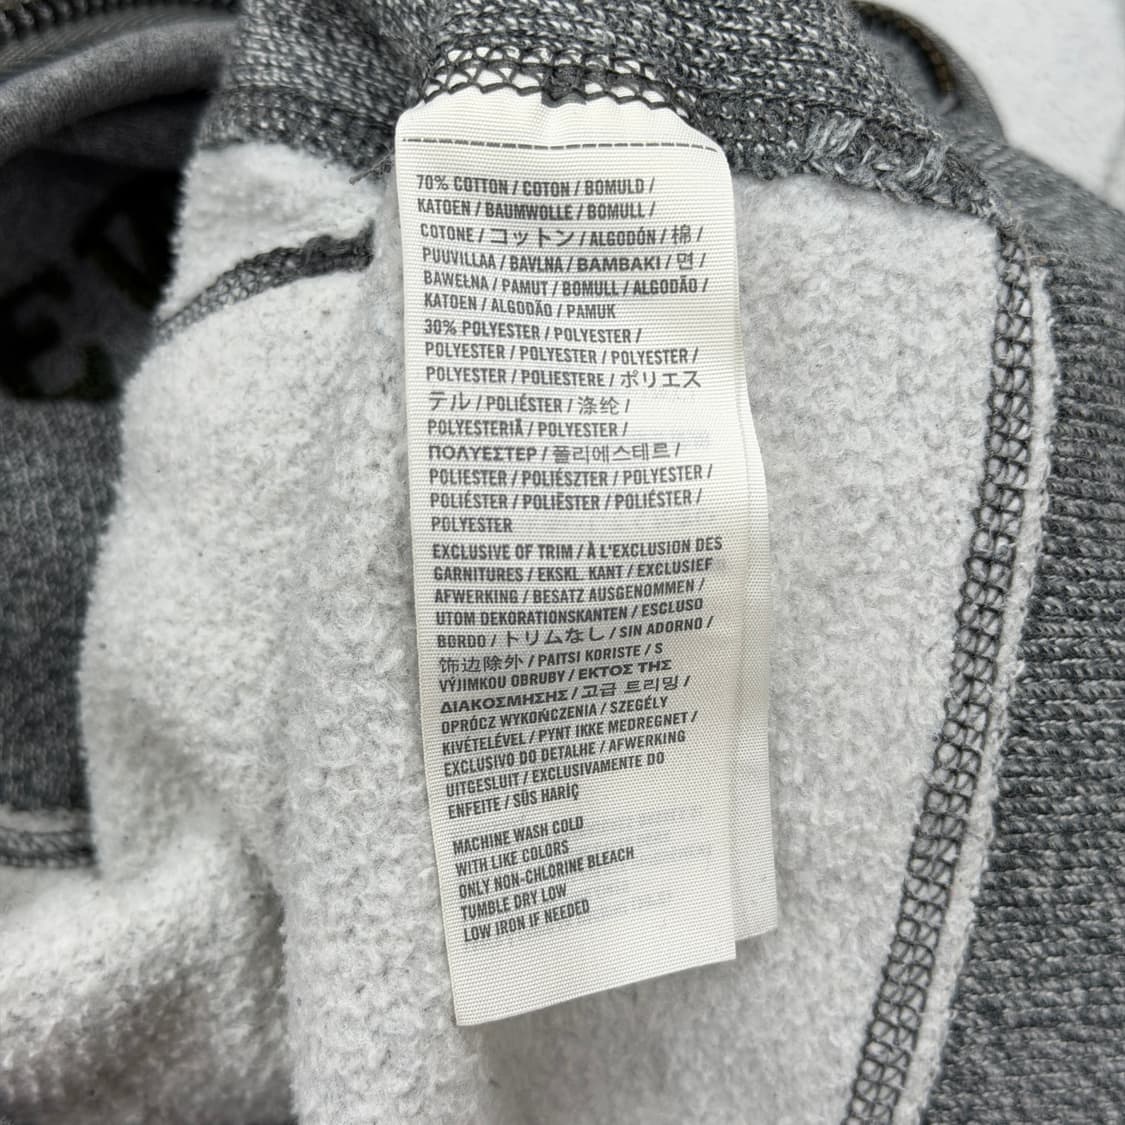 70% COTTON / COTON / BOMULD /
KATOEN / BAUMWOLLE / BOMULL /
COTONE / コットン / ALGODÓN / 棉 /
PUUVILLAA / BAVLNA / BAMBAKI / 면 /
BAWEŁNA / PAMUT / BOMULL / ALGODÃO /
KATOEN / ALGODÃO / PAMUK
30% POLYESTER / POLYESTER /
POLYESTER / POLYESTER / POLYESTER /
POLYESTER / POLIESTERE / ポリエス
テル / POLIÉSTER / 涤纶 /
POLYESTERIÄ / POLYESTER /
ΠΟΛΥΕΣΤΕΡ / 폴리에스테르 /
POLIESTER / POLIÉSZTER / POLYESTER /
POLIÉSTER / POLIËSTER / POLIÉSTER /
POLYESTER
EXCLUSIVE OF TRIM / À L'EXCLUSION DES
GARNITURES / EKSKL. KANT / EXCLUSIEF
AFWERKING / BESATZ AUSGENOMMEN /
UTOM DEKORATIONSKANTEN / ESCLUSO
BORDO / トリムなし / SIN ADORNO /
饰边除外 / PAITSI KORISTE / S
VÝJIMKOU OBRUBY / ΕΚΤΟΣ ΤΗΣ
ΔΙΑΚΟΣΜΗΣΗΣ / 고급 트리밍 /
OPRÓCZ WYKOŃCZENIA / SZEGÉLY
KIVÉTELÉVEL / PYNT IKKE MEDREGNET /
EXCLUSIVO DO DETALHE / AFWERKING
UITGESLUIT / EXCLUSIVAMENTE DO
ENFEITE / SÜS HARİÇ
MACHINE WASH COLD
WITH LIKE COLORS
ONLY NON-CHLORINE BLEACH
TUMBLE DRY LOW
LOW IRON IF NEEDED